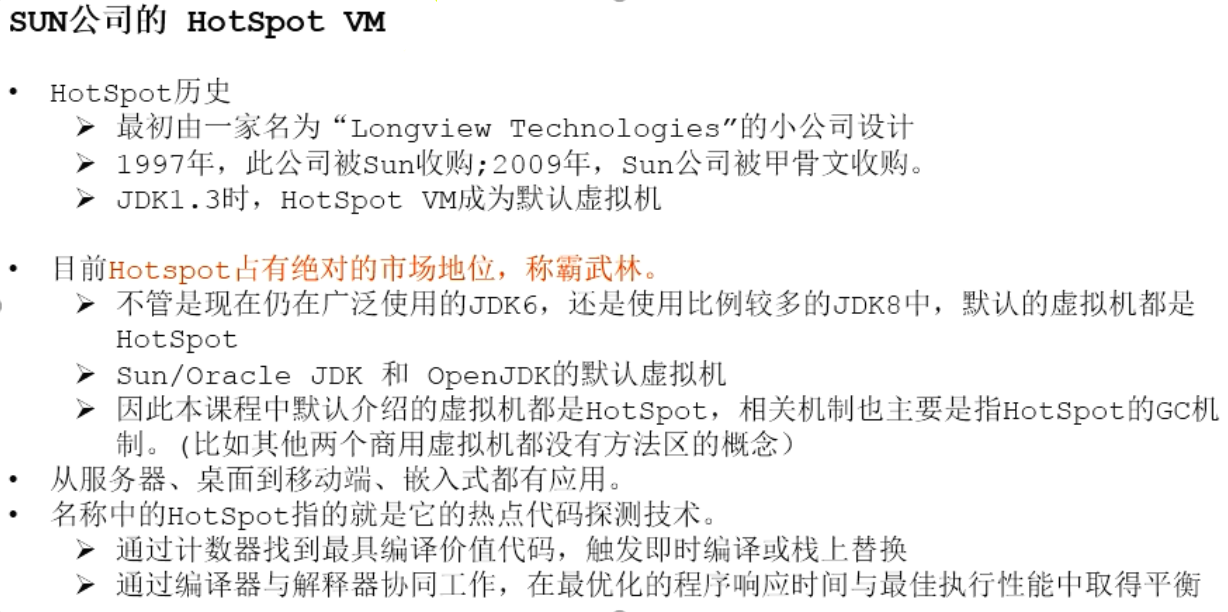 SUN公司的 HotSpot VM
• HotSpot历史
➢ 最初由一家名为“Longview Technologies”的小公司设计
➢ 1997年，此公司被Sun收购;2009年，Sun公司被甲骨文收购。
➢ JDK1.3时，HotSpot VM成为默认虚拟机
• 目前Hotspot占有绝对的市场地位，称霸武林。
➢ 不管是现在仍在广泛使用的JDK6，还是使用比例较多的JDK8中，默认的虚拟机都是
HotSpot
➢ Sun/Oracle JDK 和 OpenJDK的默认虚拟机
➢ 因此本课程中默认介绍的虚拟机都是HotSpot，相关机制也主要是指HotSpot的GC机
制。(比如其他两个商用虚拟机都没有方法区的概念）
• 从服务器、桌面到移动端、嵌入式都有应用。
• 名称中的HotSpot指的就是它的热点代码探测技术。
➢ 通过计数器找到最具编译价值代码，触发即时编译或栈上替换
➢ 通过编译器与解释器协同工作，在最优化的程序响应时间与最佳执行性能中取得平衡